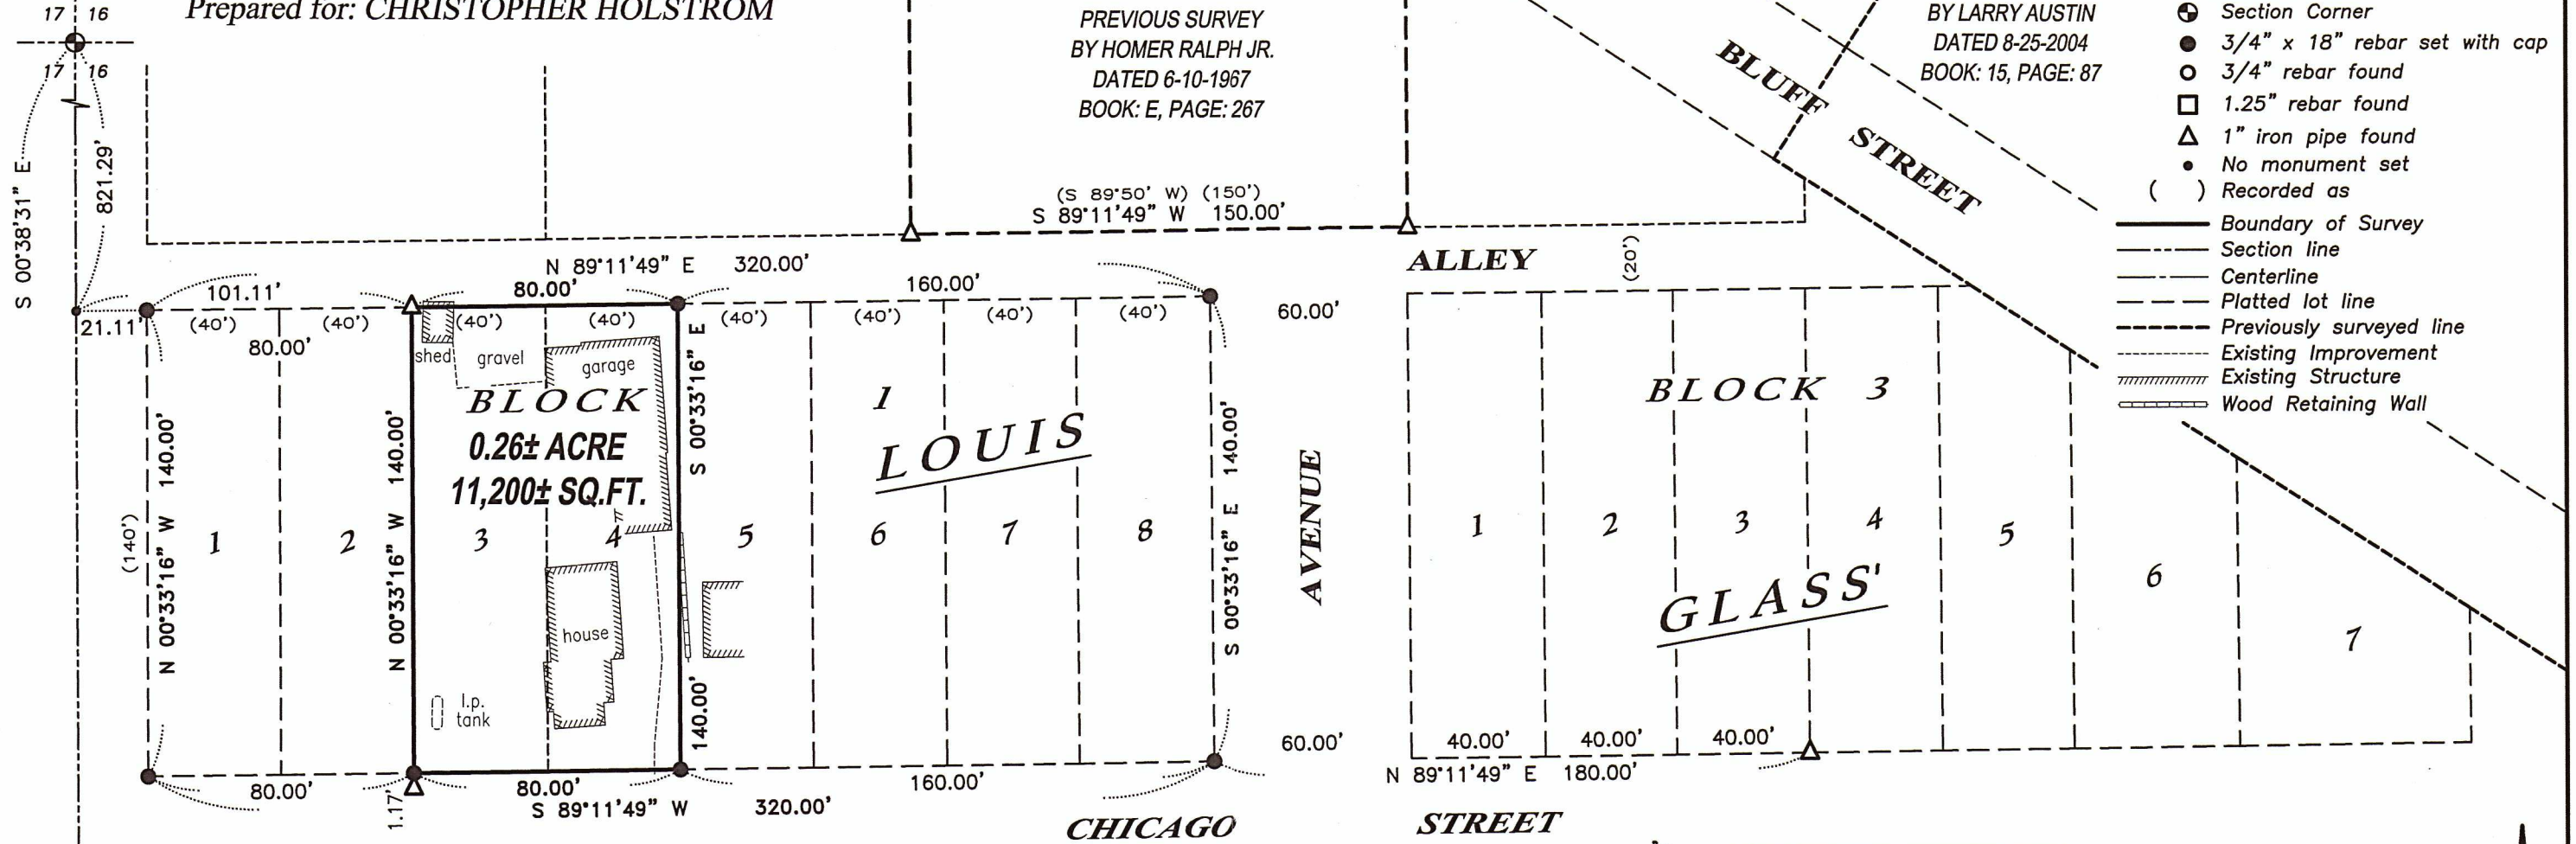 Prepared for: CHRISTOPHER HOLSTROM
17 16
17 16
S 00°38'31" E
821.29'
PREVIOUS SURVEY
BY HOMER RALPH JR.
DATED 6-10-1967
BOOK: E, PAGE: 267
BY LARRY AUSTIN
DATED 8-25-2004
BOOK: 15, PAGE: 87
BLUFF
STREET
Section Corner
3/4" x 18" rebar set with cap
3/4" rebar found
1.25" rebar found
1" iron pipe found
No monument set
( ) Recorded as
Boundary of Survey
Section line
Centerline
Platted lot line
Previously surveyed line
Existing Improvement
Existing Structure
Wood Retaining Wall
(S 89°50' W) (150')
S 89°11'49" W 150.00'
ALLEY
(20')
N 89°11'49" E 320.00'
101.11'
80.00'
160.00'
60.00'
21.11'
(40')
(40')
(40')
(40')
(40')
(40')
(40')
(40')
80.00'
shed
gravel
garage
BLOCK
1
0.26± ACRE
11,200± SQ.FT.
LOUIS
BLOCK 3
GLASS'
(140')
N 00°33'16" W 140.00'
N 00°33'16" W 140.00'
S 00°33'16" E
140.00'
S 00°33'16" E 140.00'
AVENUE
1
2
3
4
5
6
7
8
1
2
3
4
5
6
7
house
l.p.
tank
1.17'
80.00'
80.00'
160.00'
60.00'
S 89°11'49" W 320.00'
40.00'
40.00'
40.00'
N 89°11'49" E 180.00'
CHICAGO STREET